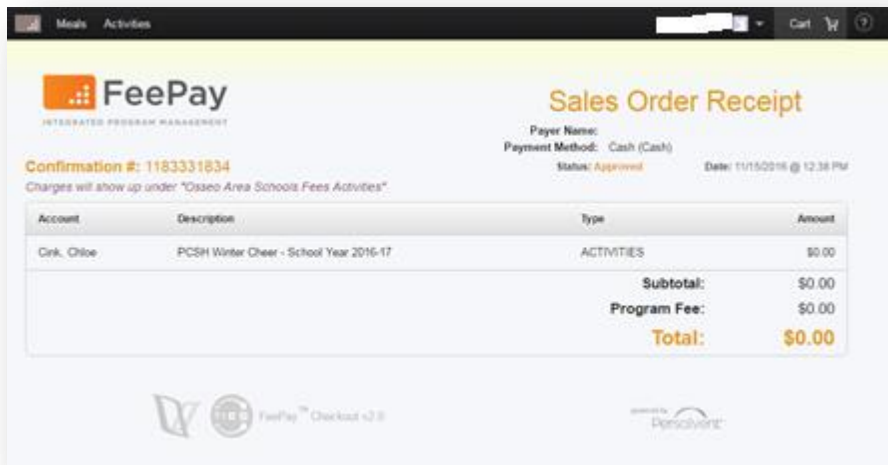 Meals Activities Cart ?
FeePay
INTEGRATED PROGRAM MANAGEMENT
Sales Order Receipt
Payer Name:
Payment Method: Cash (Cash)
Confirmation #: 1183331834
Status: Approved Date: 11/15/2016 @ 12:38 PM
Charges will show up under "Osseo Area Schools Fees Activities"
Account Description Type Amount
Cink, Chloe PCSH Winter Cheer - School Year 2016-17 ACTIVITIES $0.00
Subtotal: $0.00
Program Fee: $0.00
Total: $0.00
FeePay™ Checkout v2.0
powered by
Persolvent